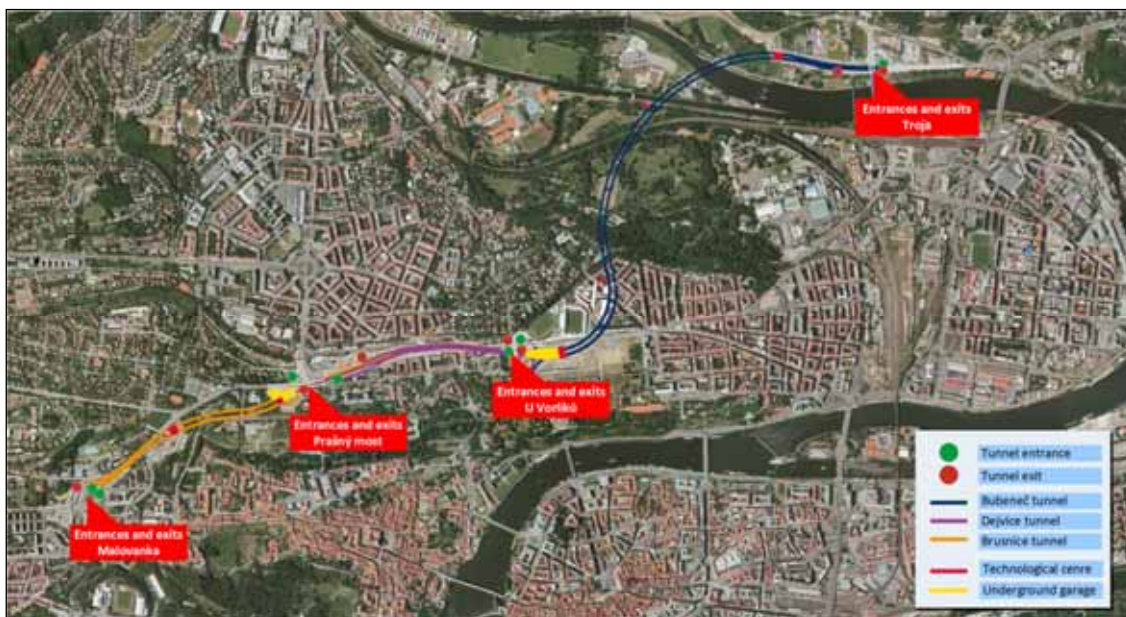 Entrances and exits
Troja
Entrances and exits
U Vorlíků
Entrances and exits
Prašný most
Entrances and exits
Malovanka
Tunnel entrance
Tunnel exit
Bubeneč tunnel
Dejvice tunnel
Brusnice tunnel
Technological cenre
Underground garage